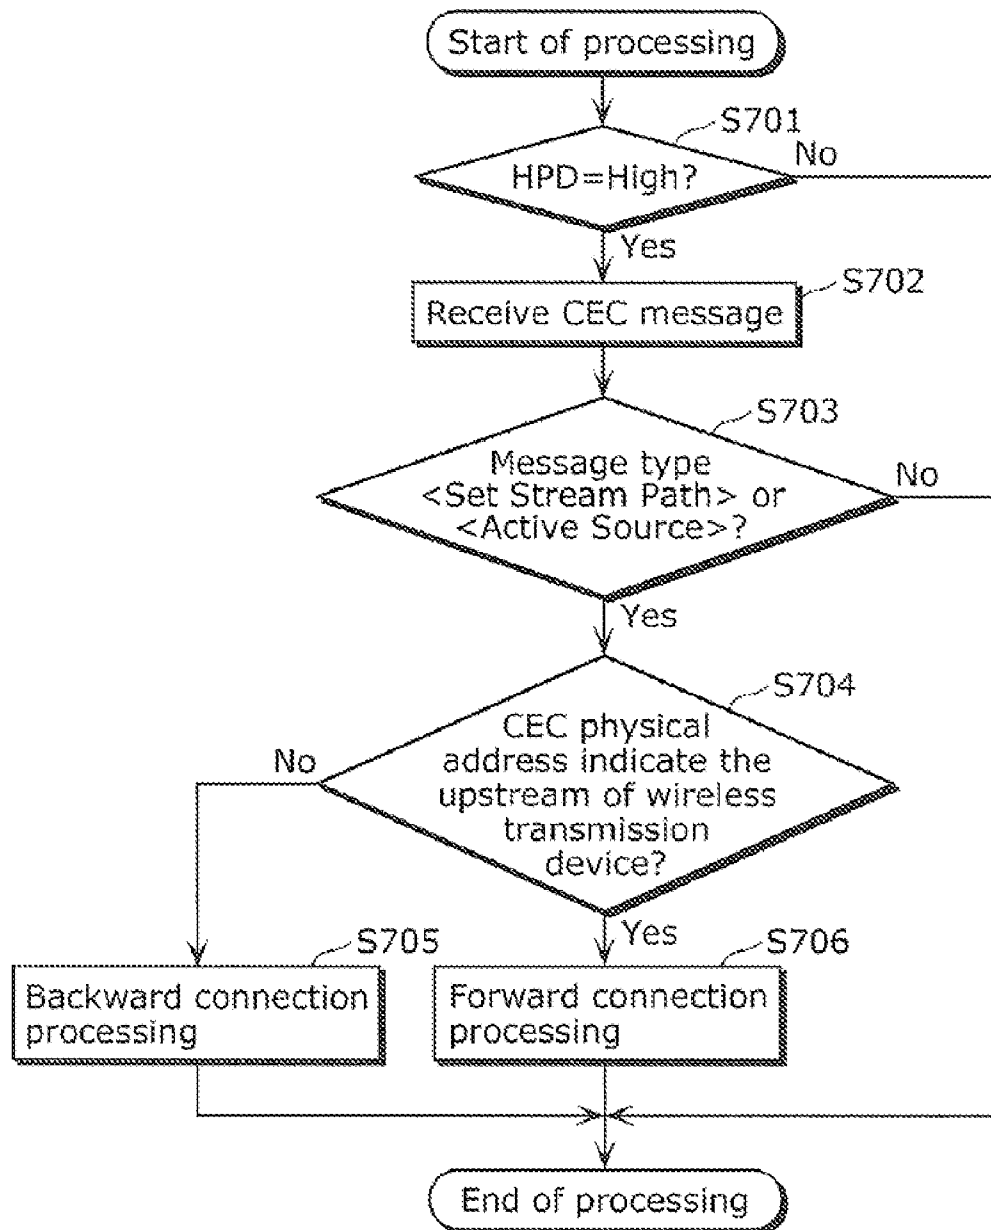 Start of processing
S701
HPD=High?
No
Yes
S702
Receive CEC message
S703
Message type
<Set Stream Path> or
<Active Source>?
No
Yes
S704
CEC physical
address indicate the
upstream of wireless
transmission
device?
No
Yes
S705
Backward connection
processing
S706
Forward connection
processing
End of processing